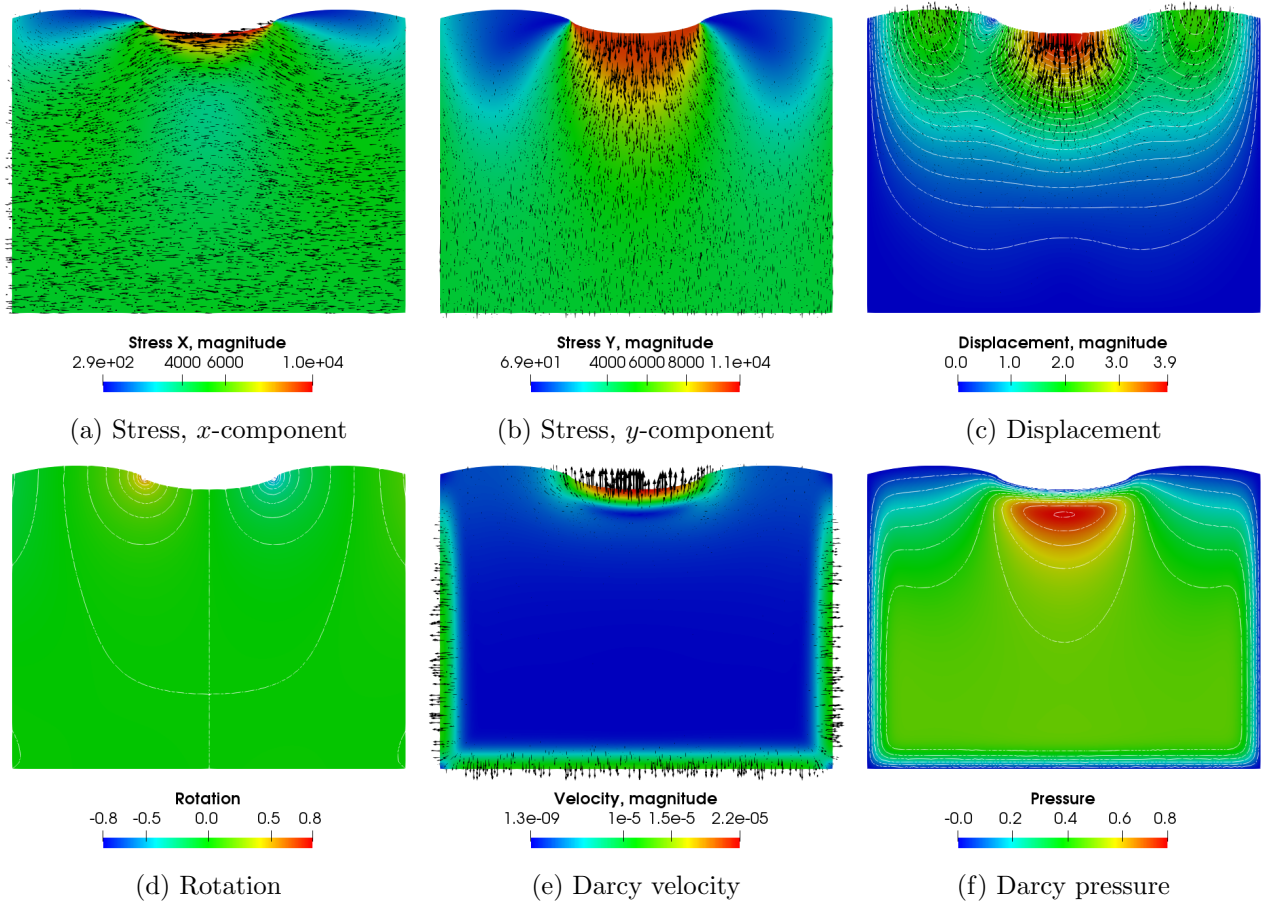 Stress X, magnitude
2.9e+02 4000 6000 1.0e+04
Stress Y, magnitude
6.9e+01 4000 6000 8000 1.1e+04
Displacement, magnitude
0.0 1.0 2.0 3.0 3.9
(a) Stress, x-component
(b) Stress, y-component
(c) Displacement
Rotation
-0.8 -0.5 0.0 0.5 0.8
Velocity, magnitude
1.3e-09 1e-5 1.5e-5 2.2e-05
Pressure
-0.0 0.2 0.4 0.6 0.8
(d) Rotation
(e) Darcy velocity
(f) Darcy pressure